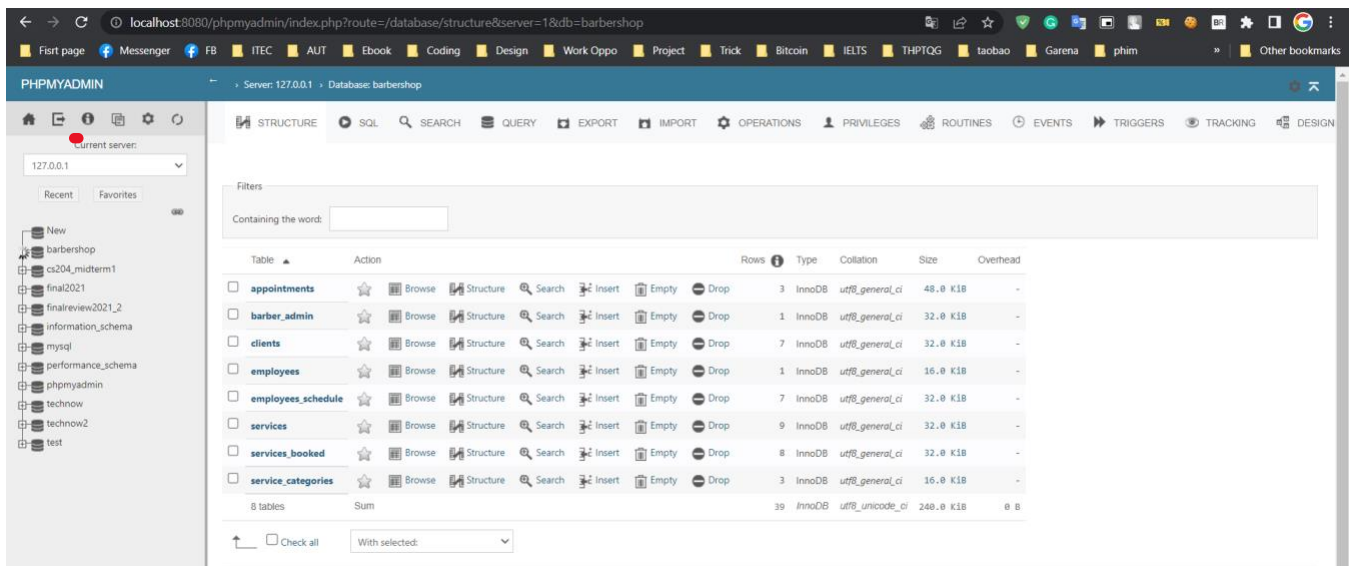 localhost:8080/phpmyadmin/index.php?route=/database/structure&server=1&db=barbershop
Fisrt page Messenger FB ITEC AUT Ebook Coding Design Work Oppo Project Trick Bitcoin IELTS THPTQG taobao Garena phim » Other bookmarks
PHPMYADMIN
Server: 127.0.0.1 Database: barbershop
STRUCTURE SQL SEARCH QUERY EXPORT IMPORT OPERATIONS PRIVILEGES ROUTINES EVENTS TRIGGERS TRACKING DESIGN
Current server:
127.0.0.1
Recent Favorites
New
barbershop
cs204_midterm1
final2021
finalreview2021_2
information_schema
mysql
performance_schema
phpmyadmin
technow
technow2
test
Filters
Containing the word:
Table Action Rows Type Collation Size Overhead
appointments Browse Structure Search Insert Empty Drop 3 InnoDB utf8_general_ci 48.0 KiB -
barber_admin Browse Structure Search Insert Empty Drop 1 InnoDB utf8_general_ci 32.0 KiB -
clients Browse Structure Search Insert Empty Drop 7 InnoDB utf8_general_ci 32.0 KiB -
employees Browse Structure Search Insert Empty Drop 1 InnoDB utf8_general_ci 16.0 KiB -
employees_schedule Browse Structure Search Insert Empty Drop 7 InnoDB utf8_general_ci 32.0 KiB -
services Browse Structure Search Insert Empty Drop 9 InnoDB utf8_general_ci 32.0 KiB -
services_booked Browse Structure Search Insert Empty Drop 8 InnoDB utf8_general_ci 32.0 KiB -
service_categories Browse Structure Search Insert Empty Drop 3 InnoDB utf8_general_ci 16.0 KiB -
8 tables Sum 39 InnoDB utf8_unicode_ci 240.0 KiB 0 B
Check all With selected: